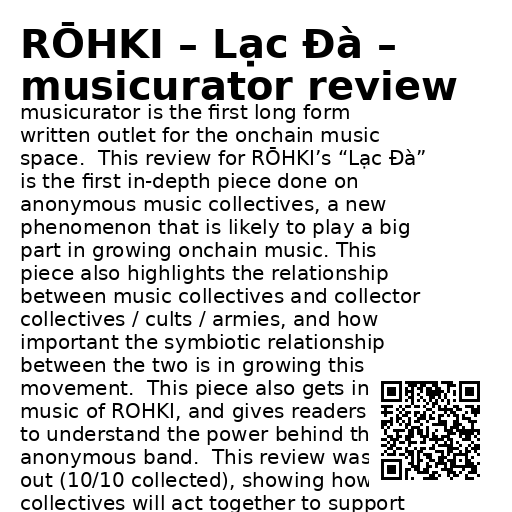 RŌHKI – Lạc Đà –
musicurator review
musicurator is the first long form
written outlet for the onchain music
space.  This review for RŌHKI’s “Lạc Đà”
is the first in-depth piece done on
anonymous music collectives, a new
phenomenon that is likely to play a big
part in growing onchain music. This
piece also highlights the relationship
between music collectives and collector
collectives / cults / armies, and how
important the symbiotic relationship
between the two is in growing this
movement.  This piece also gets in
music of ROHKI, and gives readers
to understand the power behind th
anonymous band.  This review was
out (10/10 collected), showing how
collectives will act together to support